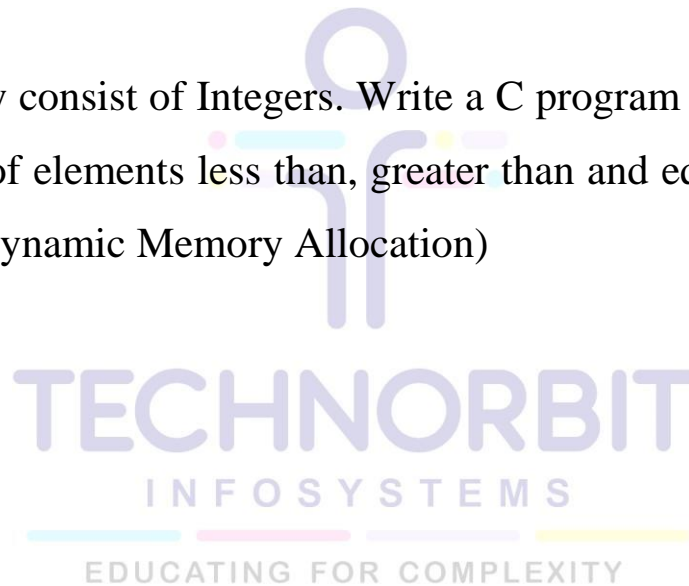 consist of Integers. Write a C program
of elements less than, greater than and
ynamic Memory Allocation)
TECHNORBIT
INFOSYSTEMS
EDUCATING FOR COMPLEXITY